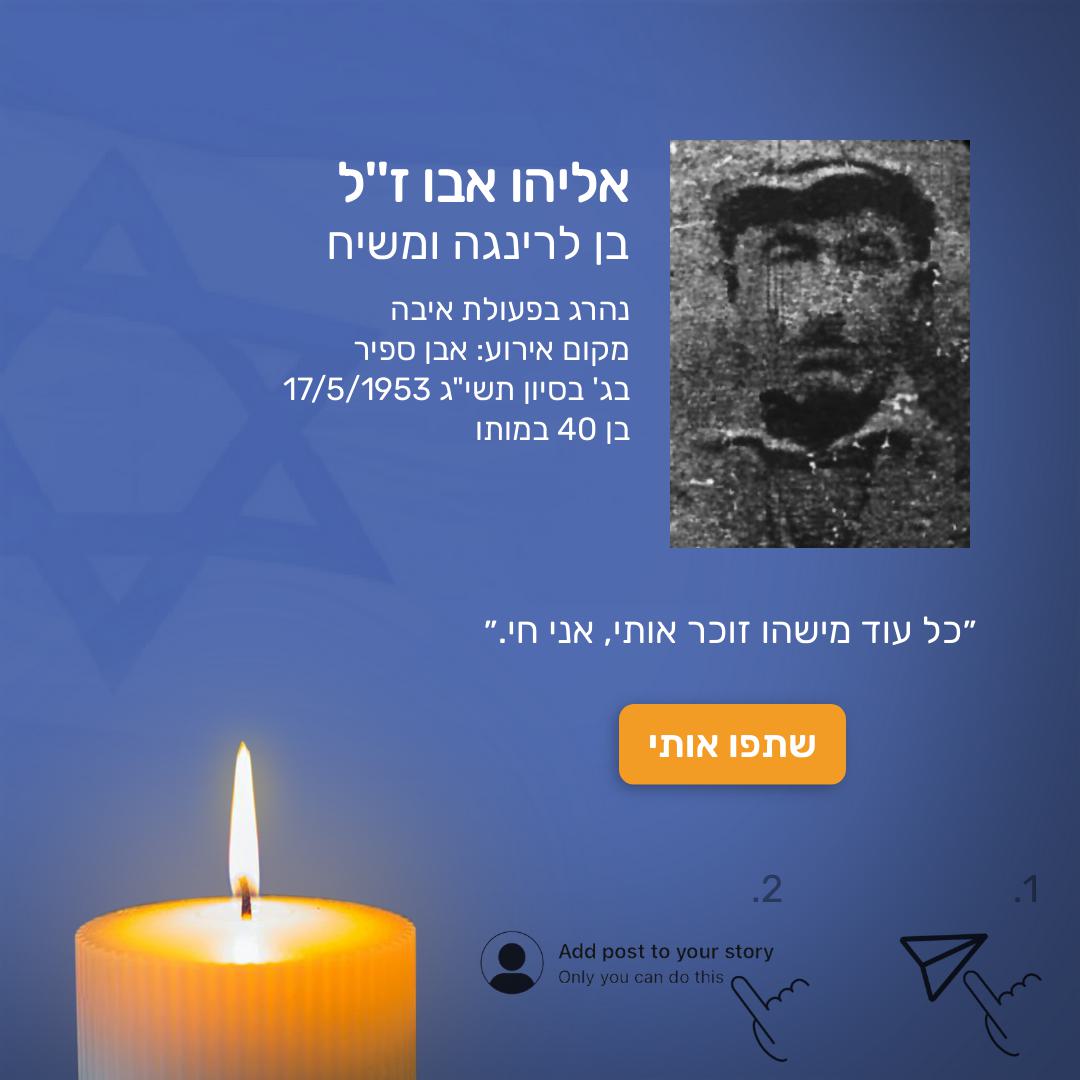 אליהו אבו ז"ל
בן לרינגה ומשיח
נהרג בפעולת איבה
מקום אירוע: אבן ספיר
בג' בסיון תשי"ג 17/5/1953
בן 40 במותו
״כל עוד מישהו זוכר אותי, אני חי.״
שתפו אותי
.1
.2
Add post to your story
Only you can do this